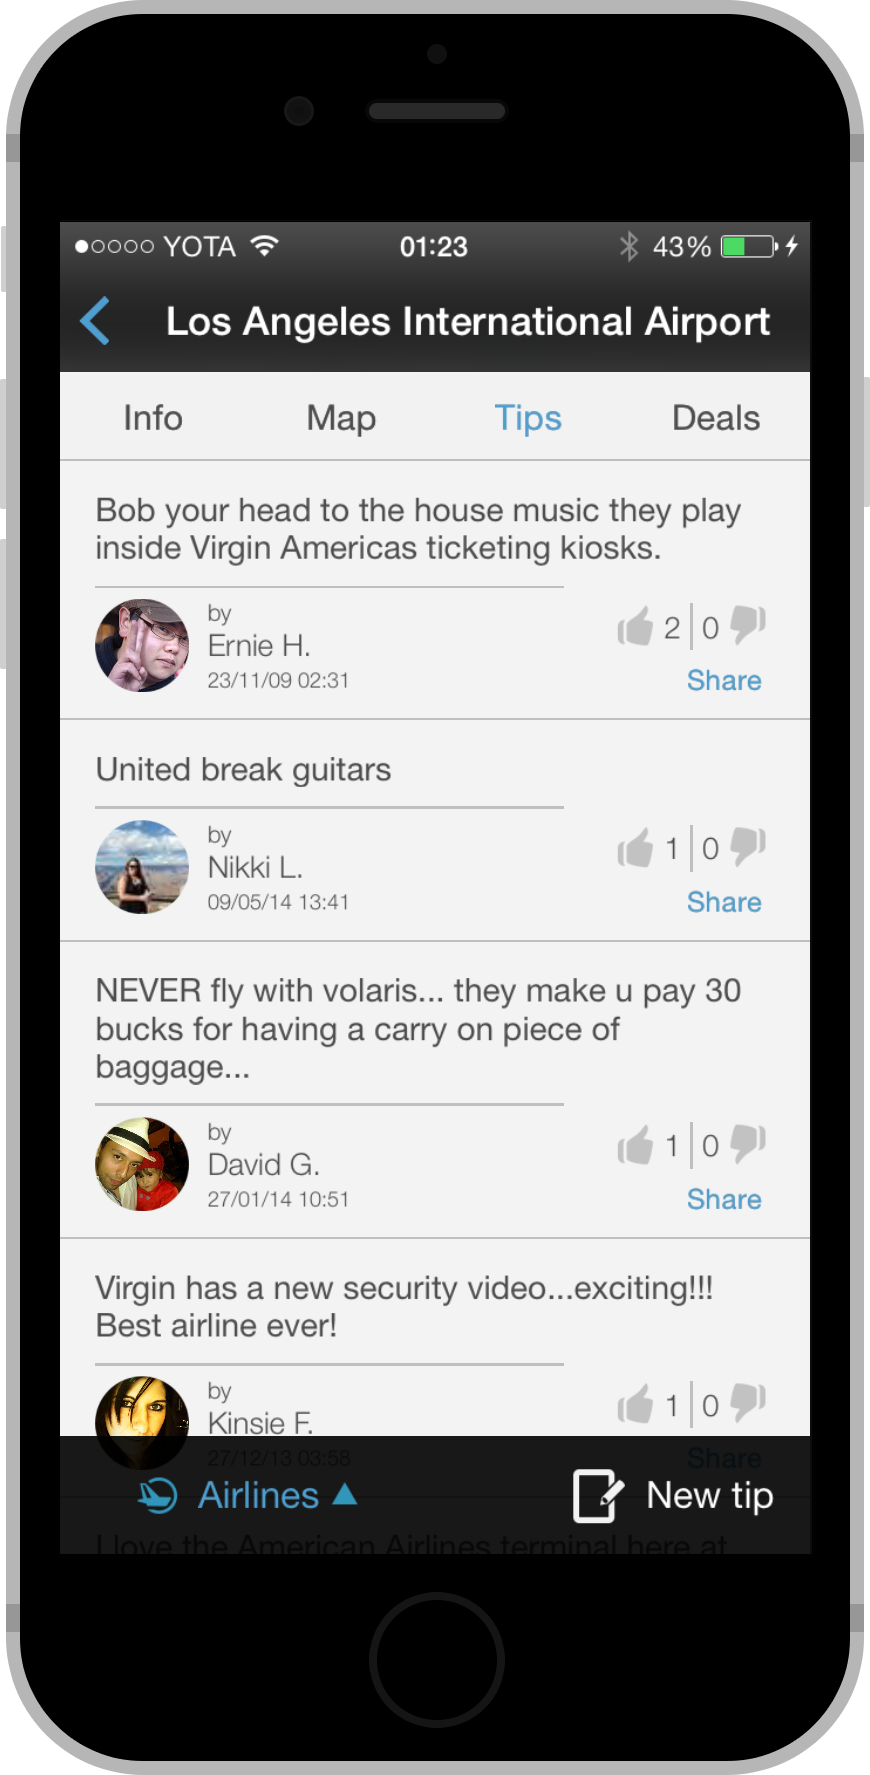 YOTA 01:23 43%
Los Angeles International Airport
Info Map Tips Deals
Bob your head to the house music they play
inside Virgin Americas ticketing kiosks.
by
Ernie H.
23/11/09 02:31
2 0
Share
United break guitars
by
Nikki L.
09/05/14 13:41
1 0
Share
NEVER fly with volaris... they make u pay 30
bucks for having a carry on piece of
baggage...
by
David G.
27/01/14 10:51
1 0
Share
Virgin has a new security video...exciting!!!
Best airline ever!
by
Kinsie F.
27/12/13 03:58
1 0
Share
Airlines New tip
I love the American Airlines terminal here at